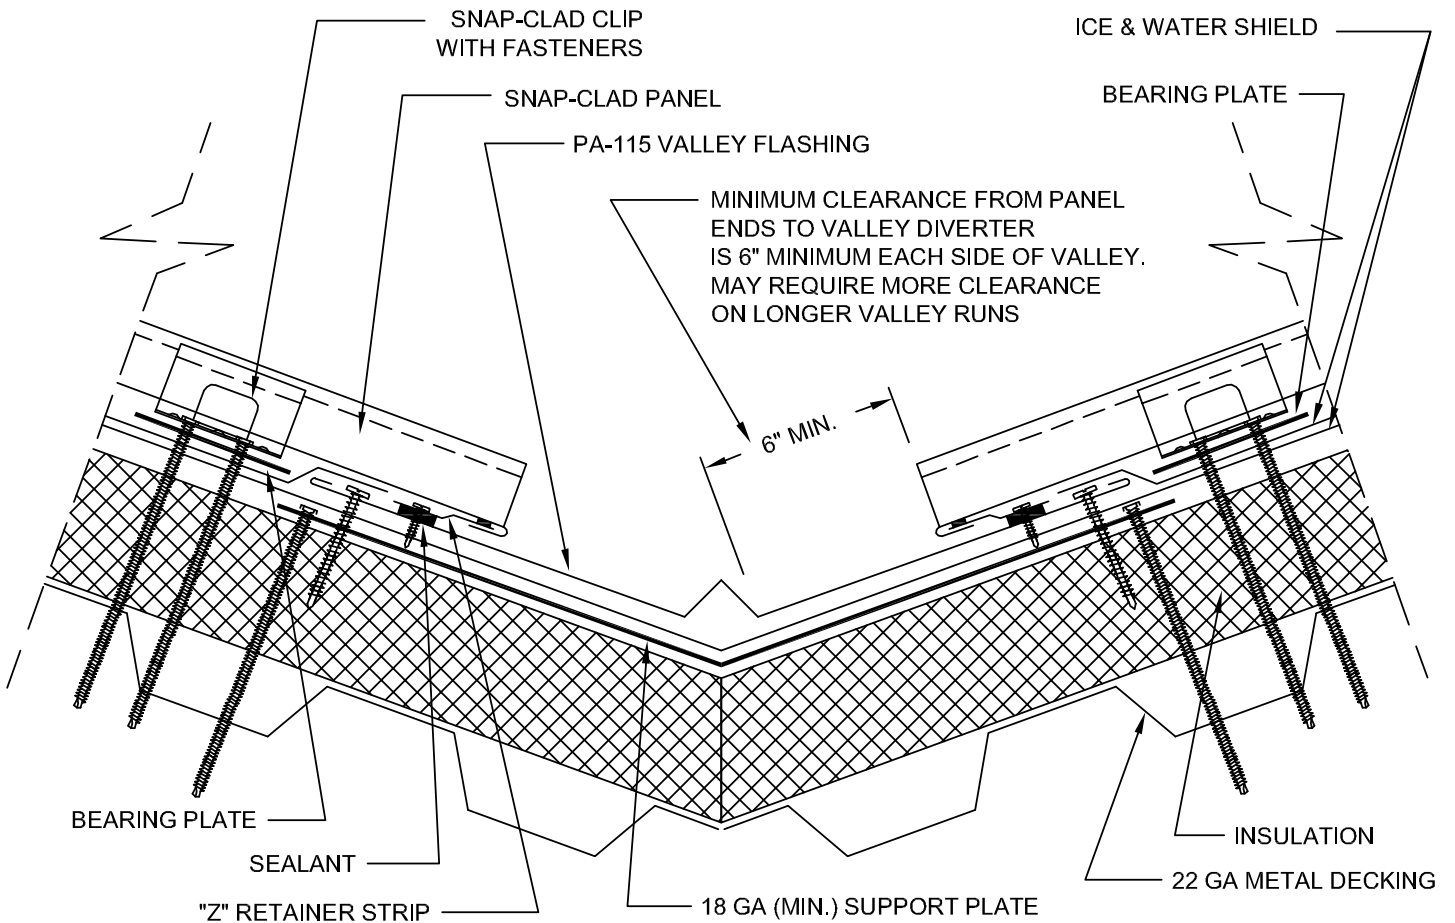 SNAP-CLAD CLIP
WITH FASTENERS
ICE & WATER SHIELD
SNAP-CLAD PANEL
BEARING PLATE
PA-115 VALLEY FLASHING
MINIMUM CLEARANCE FROM PANEL
ENDS TO VALLEY DIVERTER
IS 6" MINIMUM EACH SIDE OF VALLEY.
MAY REQUIRE MORE CLEARANCE
ON LONGER VALLEY RUNS
6" MIN.
BEARING PLATE
SEALANT
"Z" RETAINER STRIP
18 GA (MIN.) SUPPORT PLATE
INSULATION
22 GA METAL DECKING